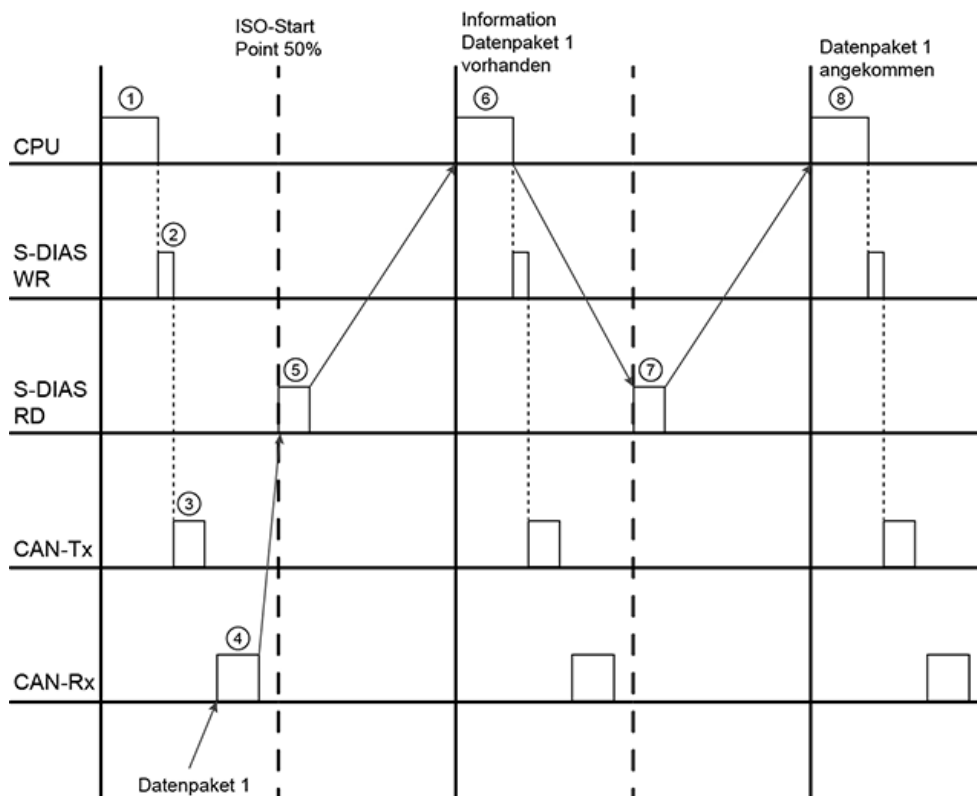 ISO-Start
Point 50%
Information
Datenpaket 1
vorhanden
Datenpaket 1
angekommen
①
⑥
⑧
CPU
②
S-DIAS
WR
⑤
⑦
S-DIAS
RD
③
CAN-Tx
④
CAN-Rx
Datenpaket 1